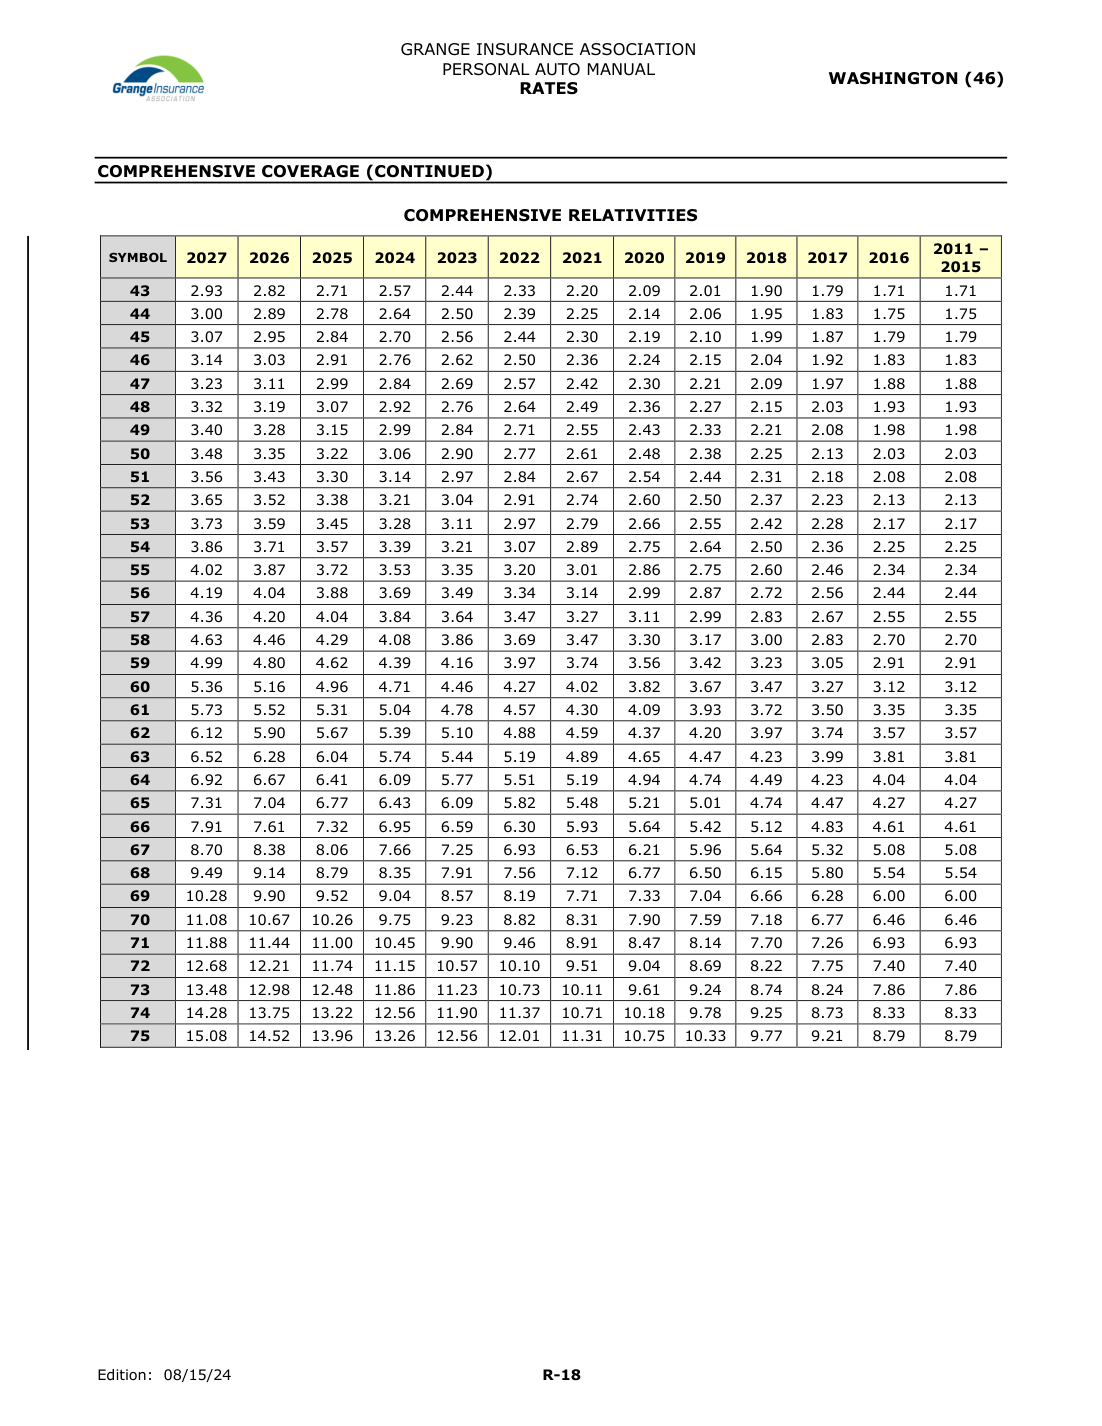 GRANGE INSURANCE ASSOCIATION
PERSONAL AUTO MANUAL
RATES
WASHINGTON (46)
GrangeInsurance
ASSOCIATION
COMPREHENSIVE COVERAGE (CONTINUED)
COMPREHENSIVE RELATIVITIES
SYMBOL 2027 2026 2025 2024 2023 2022 2021 2020 2019 2018 2017 2016 2011 – 2015
43 2.93 2.82 2.71 2.57 2.44 2.33 2.20 2.09 2.01 1.90 1.79 1.71 1.71
44 3.00 2.89 2.78 2.64 2.50 2.39 2.25 2.14 2.06 1.95 1.83 1.75 1.75
45 3.07 2.95 2.84 2.70 2.56 2.44 2.30 2.19 2.10 1.99 1.87 1.79 1.79
46 3.14 3.03 2.91 2.76 2.62 2.50 2.36 2.24 2.15 2.04 1.92 1.83 1.83
47 3.23 3.11 2.99 2.84 2.69 2.57 2.42 2.30 2.21 2.09 1.97 1.88 1.88
48 3.32 3.19 3.07 2.92 2.76 2.64 2.49 2.36 2.27 2.15 2.03 1.93 1.93
49 3.40 3.28 3.15 2.99 2.84 2.71 2.55 2.43 2.33 2.21 2.08 1.98 1.98
50 3.48 3.35 3.22 3.06 2.90 2.77 2.61 2.48 2.38 2.25 2.13 2.03 2.03
51 3.56 3.43 3.30 3.14 2.97 2.84 2.67 2.54 2.44 2.31 2.18 2.08 2.08
52 3.65 3.52 3.38 3.21 3.04 2.91 2.74 2.60 2.50 2.37 2.23 2.13 2.13
53 3.73 3.59 3.45 3.28 3.11 2.97 2.79 2.66 2.55 2.42 2.28 2.17 2.17
54 3.86 3.71 3.57 3.39 3.21 3.07 2.89 2.75 2.64 2.50 2.36 2.25 2.25
55 4.02 3.87 3.72 3.53 3.35 3.20 3.01 2.86 2.75 2.60 2.46 2.34 2.34
56 4.19 4.04 3.88 3.69 3.49 3.34 3.14 2.99 2.87 2.72 2.56 2.44 2.44
57 4.36 4.20 4.04 3.84 3.64 3.47 3.27 3.11 2.99 2.83 2.67 2.55 2.55
58 4.63 4.46 4.29 4.08 3.86 3.69 3.47 3.30 3.17 3.00 2.83 2.70 2.70
59 4.99 4.80 4.62 4.39 4.16 3.97 3.74 3.56 3.42 3.23 3.05 2.91 2.91
60 5.36 5.16 4.96 4.71 4.46 4.27 4.02 3.82 3.67 3.47 3.27 3.12 3.12
61 5.73 5.52 5.31 5.04 4.78 4.57 4.30 4.09 3.93 3.72 3.50 3.35 3.35
62 6.12 5.90 5.67 5.39 5.10 4.88 4.59 4.37 4.20 3.97 3.74 3.57 3.57
63 6.52 6.28 6.04 5.74 5.44 5.19 4.89 4.65 4.47 4.23 3.99 3.81 3.81
64 6.92 6.67 6.41 6.09 5.77 5.51 5.19 4.94 4.74 4.49 4.23 4.04 4.04
65 7.31 7.04 6.77 6.43 6.09 5.82 5.48 5.21 5.01 4.74 4.47 4.27 4.27
66 7.91 7.61 7.32 6.95 6.59 6.30 5.93 5.64 5.42 5.12 4.83 4.61 4.61
67 8.70 8.38 8.06 7.66 7.25 6.93 6.53 6.21 5.96 5.64 5.32 5.08 5.08
68 9.49 9.14 8.79 8.35 7.91 7.56 7.12 6.77 6.50 6.15 5.80 5.54 5.54
69 10.28 9.90 9.52 9.04 8.57 8.19 7.71 7.33 7.04 6.66 6.28 6.00 6.00
70 11.08 10.67 10.26 9.75 9.23 8.82 8.31 7.90 7.59 7.18 6.77 6.46 6.46
71 11.88 11.44 11.00 10.45 9.90 9.46 8.91 8.47 8.14 7.70 7.26 6.93 6.93
72 12.68 12.21 11.74 11.15 10.57 10.10 9.51 9.04 8.69 8.22 7.75 7.40 7.40
73 13.48 12.98 12.48 11.86 11.23 10.73 10.11 9.61 9.24 8.74 8.24 7.86 7.86
74 14.28 13.75 13.22 12.56 11.90 11.37 10.71 10.18 9.78 9.25 8.73 8.33 8.33
75 15.08 14.52 13.96 13.26 12.56 12.01 11.31 10.75 10.33 9.77 9.21 8.79 8.79
Edition: 08/15/24
R-18